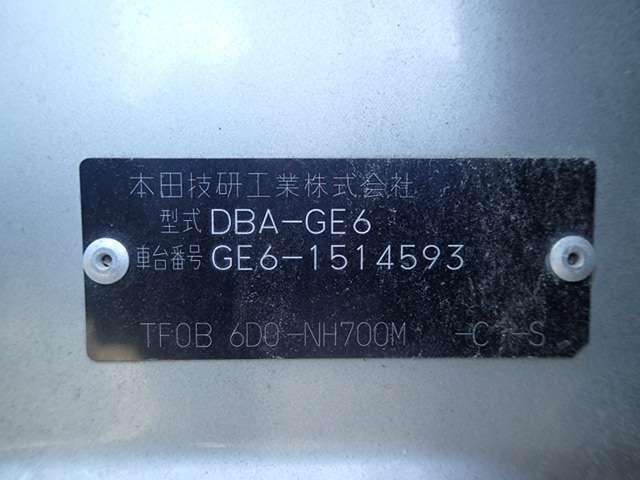 本田技研工業株式会社
型式 DBA-GE6
車台番号 GE6-1514593
TF0B 6D0-NH700M -C -S